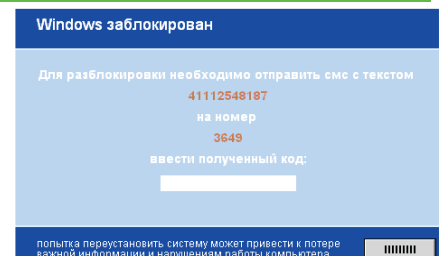 Windows заблокирован
Для разблокировки необходимо отправить смс с текстом
41112548187
на номер
3649
ввести полученный код:
попытка переустановить систему может привести к потере
важной информации и нарушениям работы компьютера